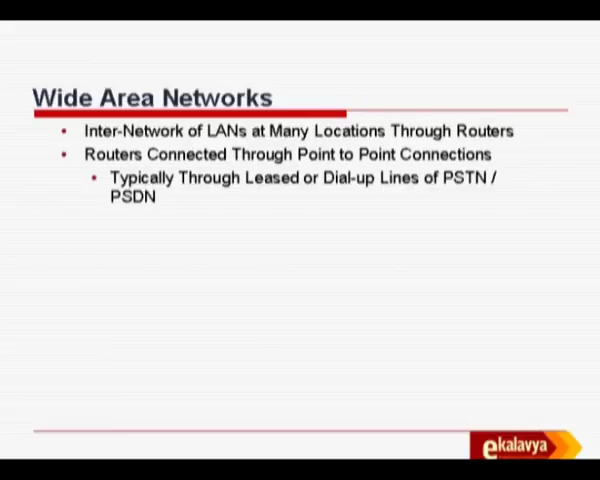 Wide Area Networks
• Inter-Network of LANs at Many Locations Through Routers
• Routers Connected Through Point to Point Connections
• Typically Through Leased or Dial-up Lines of PSTN /
PSDN
ekalavya